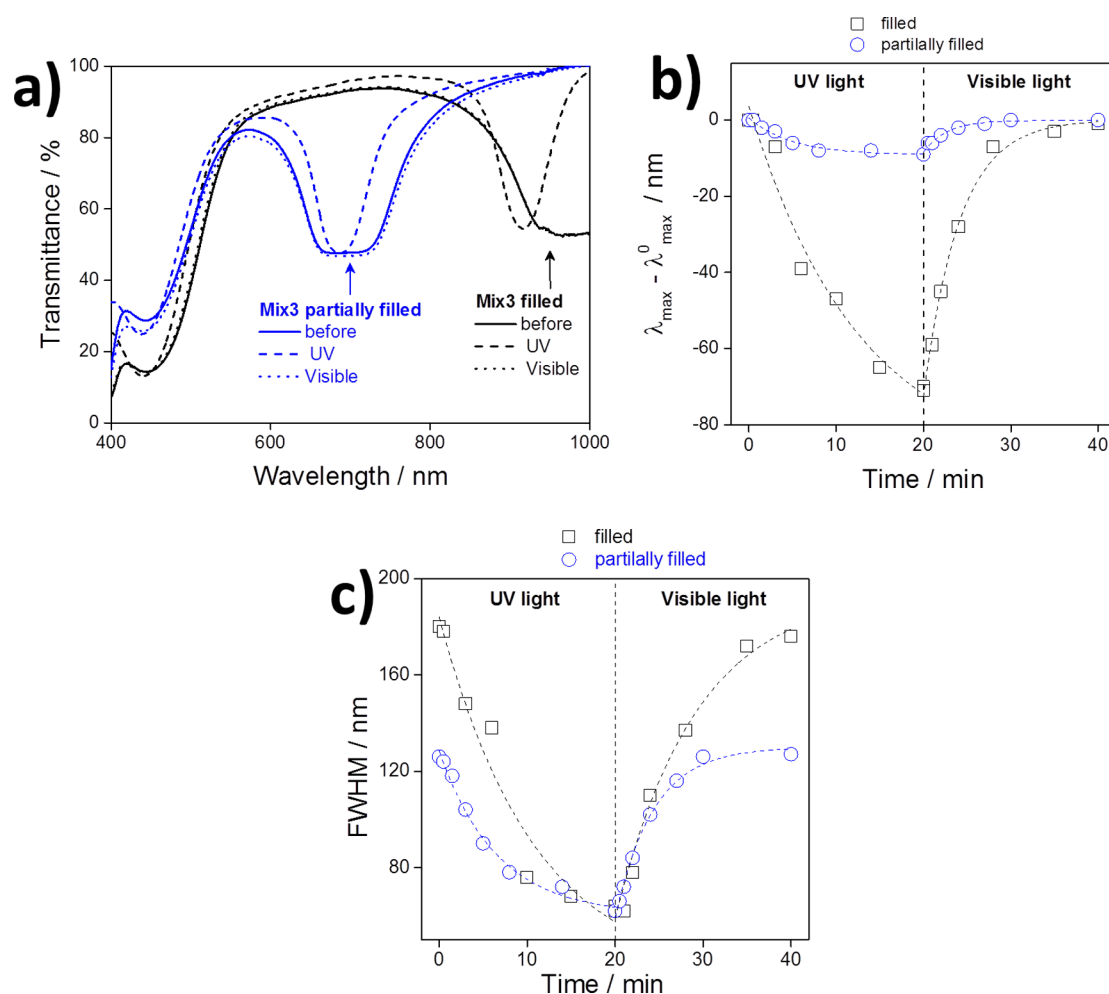 a)
Transmittance / %
100
80
60
40
20
0
400
600
800
1000
Wavelength / nm
Mix3 partially filled
before
UV
Visible
Mix3 filled
before
UV
Visible
b)
filled
partilally filled
UV light
Visible light
λmax - λ0max / nm
0
-20
-40
-60
-80
0
10
20
30
40
Time / min
c)
filled
partilally filled
UV light
Visible light
FWHM / nm
200
160
120
80
0
10
20
30
40
Time / min